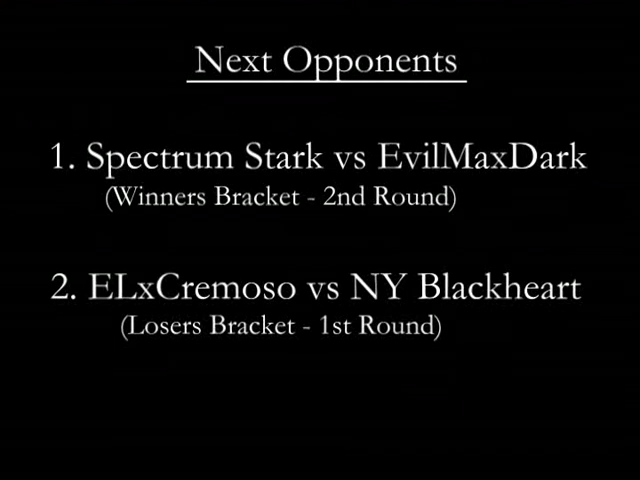 Next Opponents
1. Spectrum Stark vs EvilMaxDark
(Winners Bracket - 2nd Round)
2. ELxCremoso vs NY Blackheart
(Losers Bracket - 1st Round)